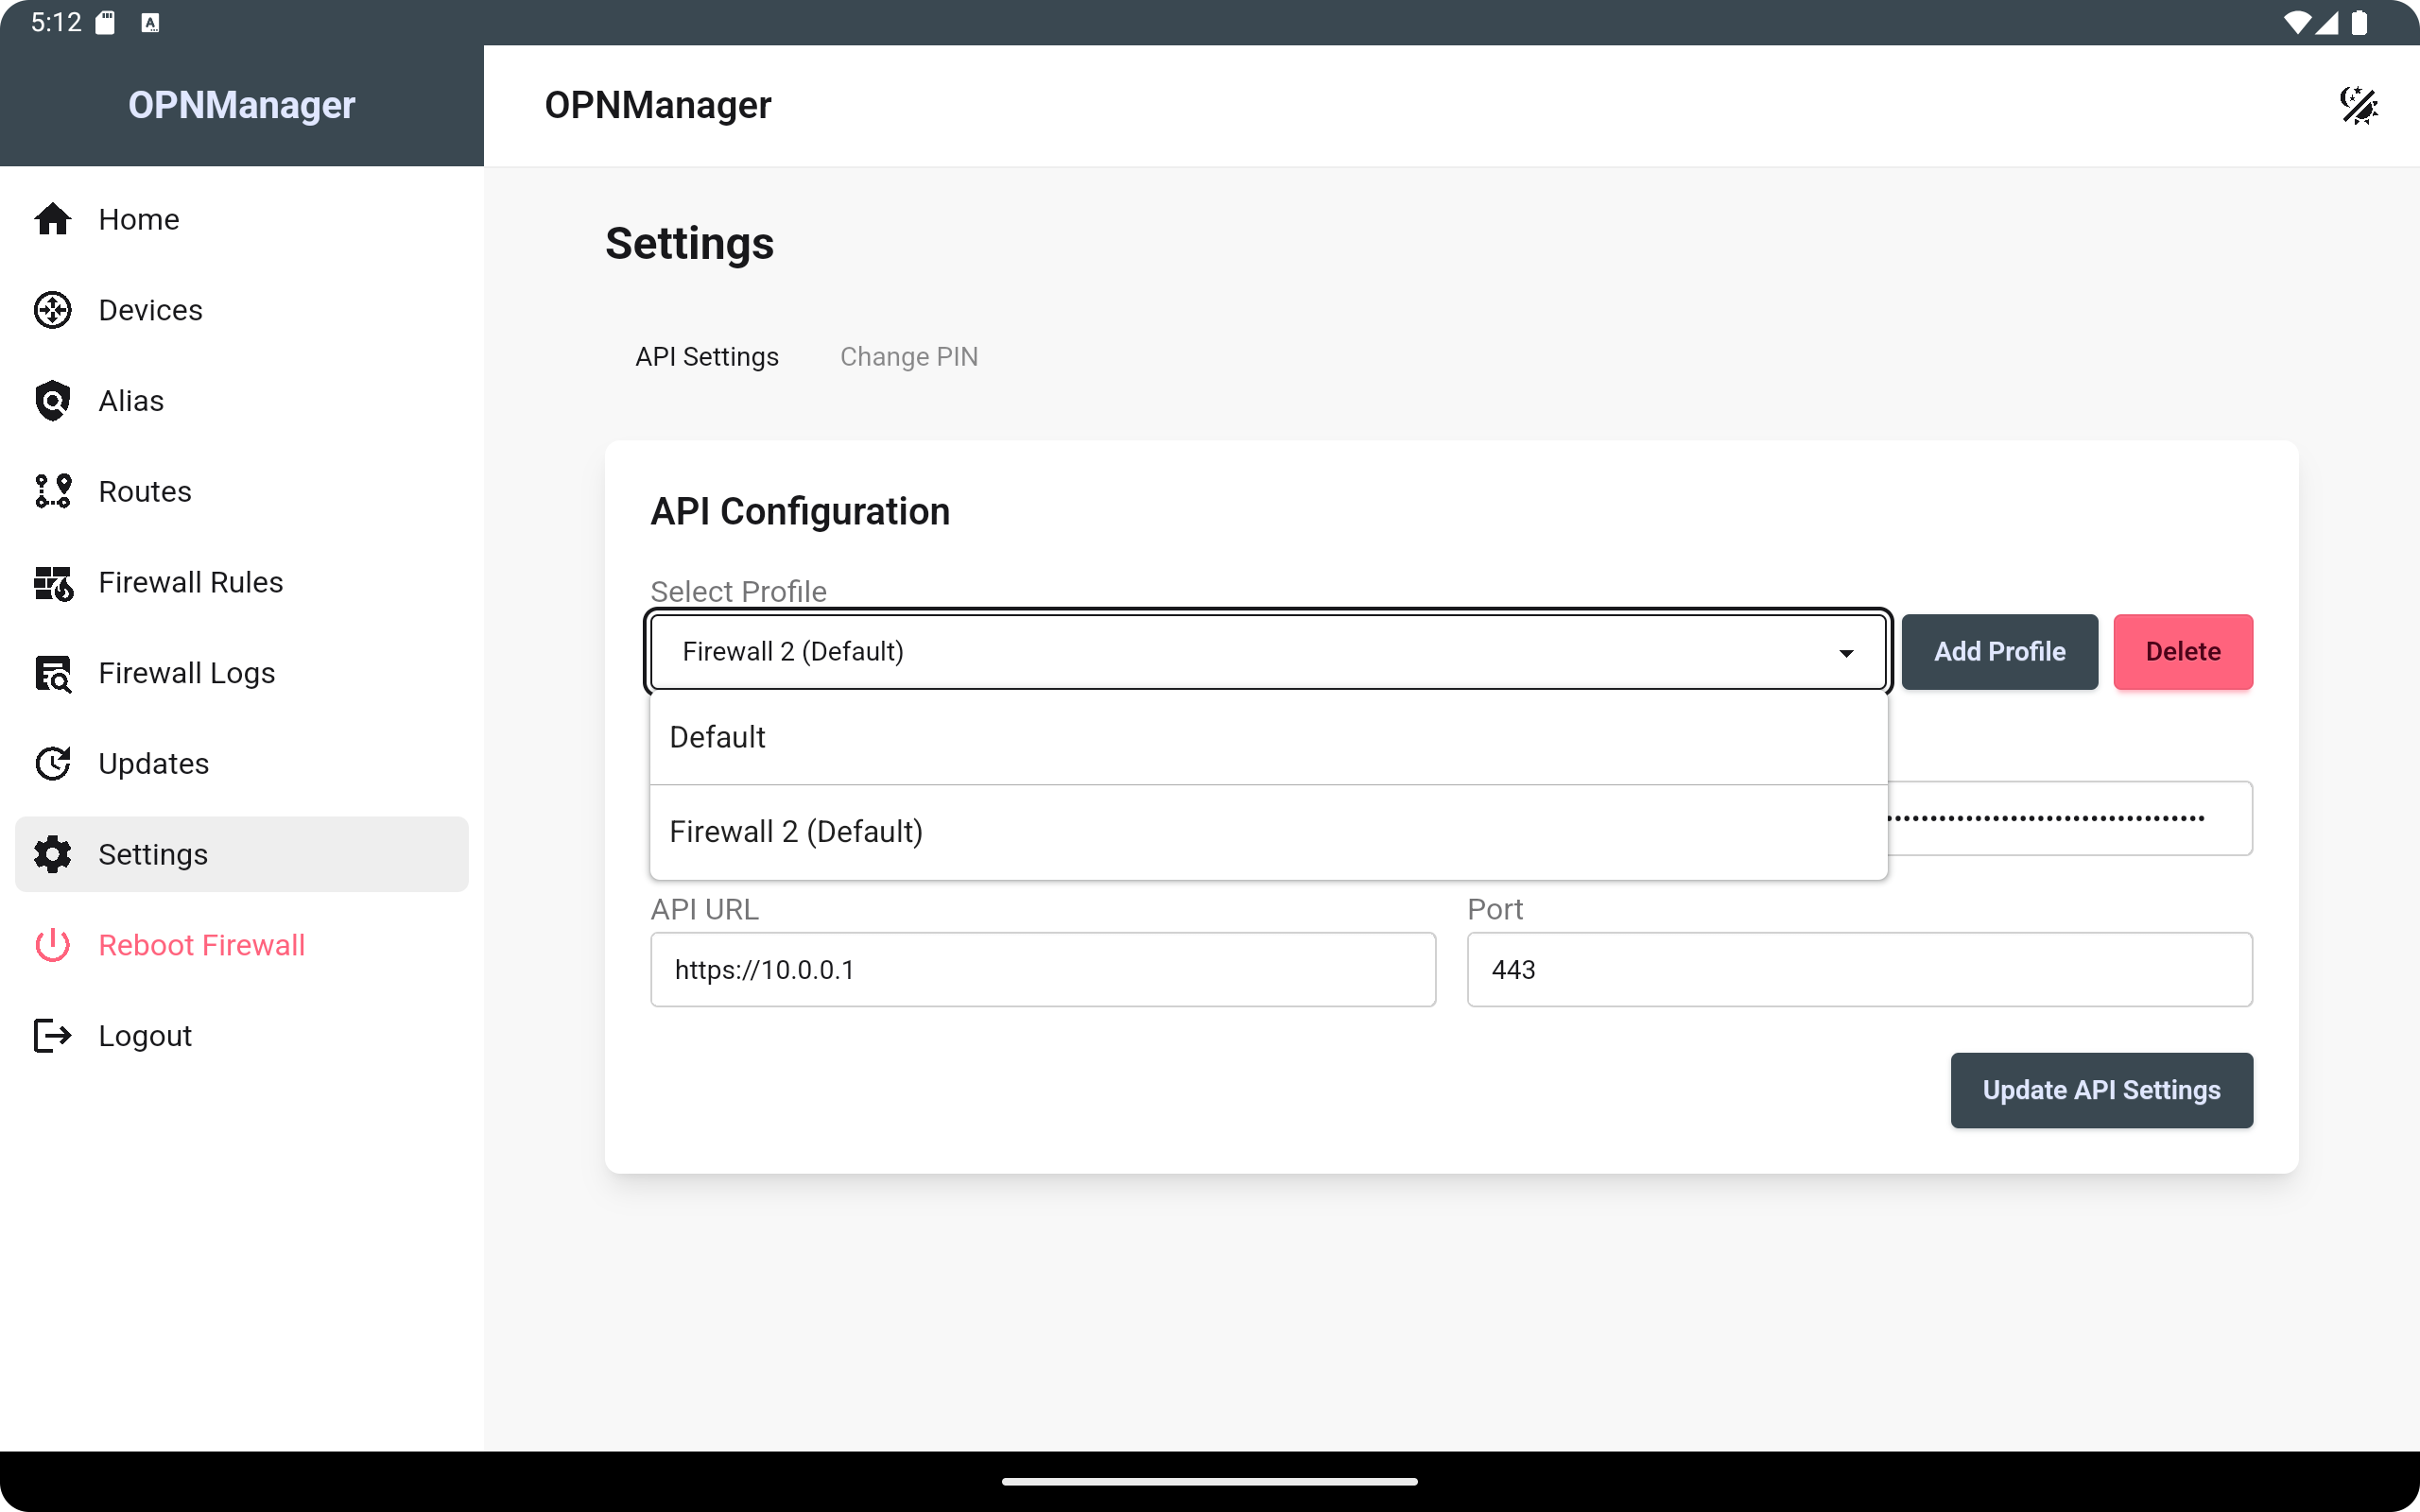 5:12
OPNManager
OPNManager
Home
Devices
Alias
Routes
Firewall Rules
Firewall Logs
Updates
Settings
Reboot Firewall
Logout
Settings
API Settings
Change PIN
API Configuration
Select Profile
Firewall 2 (Default)
Add Profile
Delete
Default
Firewall 2 (Default)
API URL
Port
https://10.0.0.1
443
Update API Settings